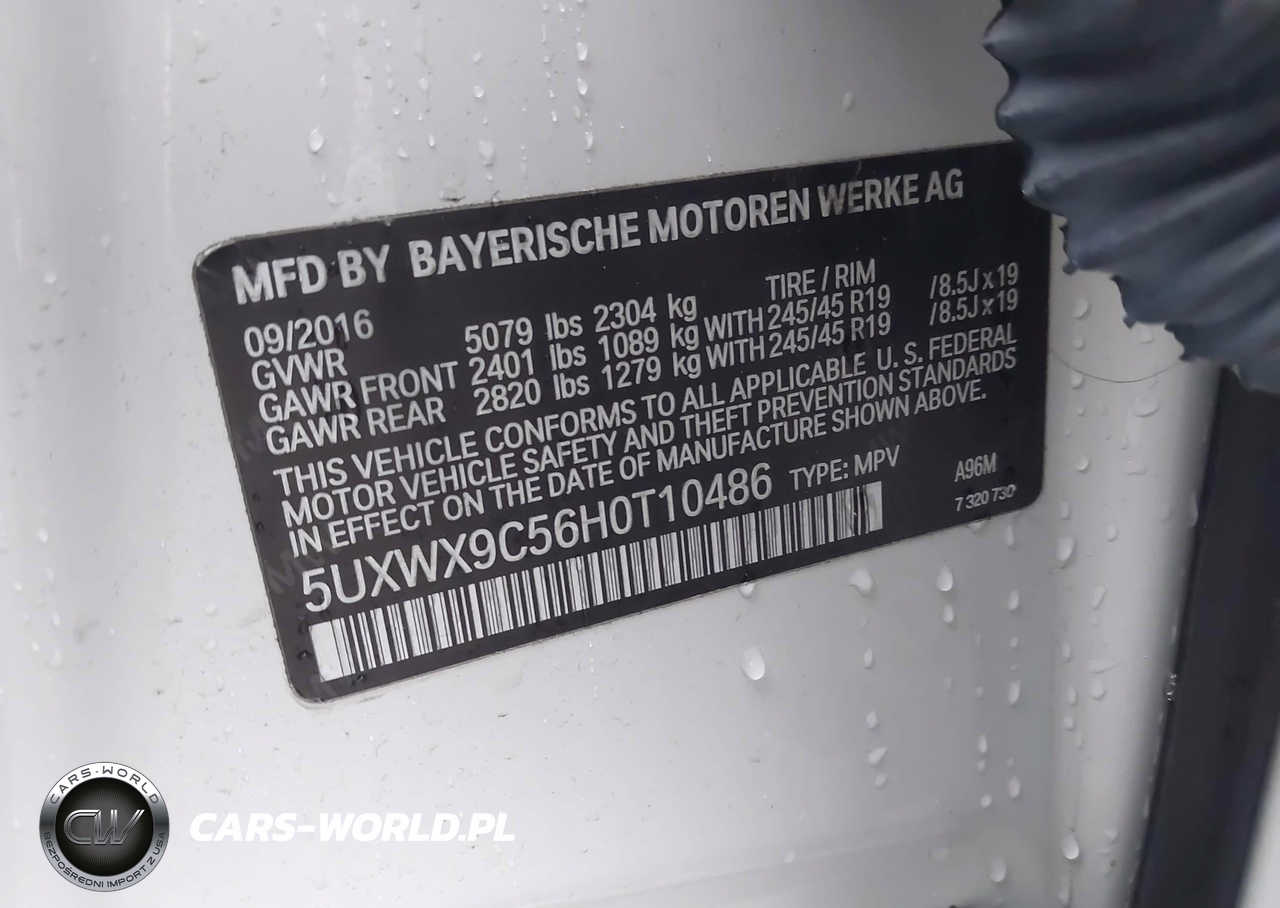 MFD BY BAYERISCHE MOTOREN WERKE AG
09/2016 TIRE / RIM
GVWR 5079 lbs 2304 kg
GAWR FRONT 2401 lbs 1089 kg WITH 245/45 R19 /8.5J x 19
GAWR REAR 2820 lbs 1279 kg WITH 245/45 R19 /8.5J x 19
THIS VEHICLE CONFORMS TO ALL APPLICABLE U. S. FEDERAL
MOTOR VEHICLE SAFETY AND THEFT PREVENTION STANDARDS
IN EFFECT ON THE DATE OF MANUFACTURE SHOWN ABOVE.
5UXWX9C56H0T10486 TYPE: MPV A96M
7 320 730
CARS-WORLD
CW
BEZPOŚREDNI IMPORT Z USA
CARS-WORLD.PL